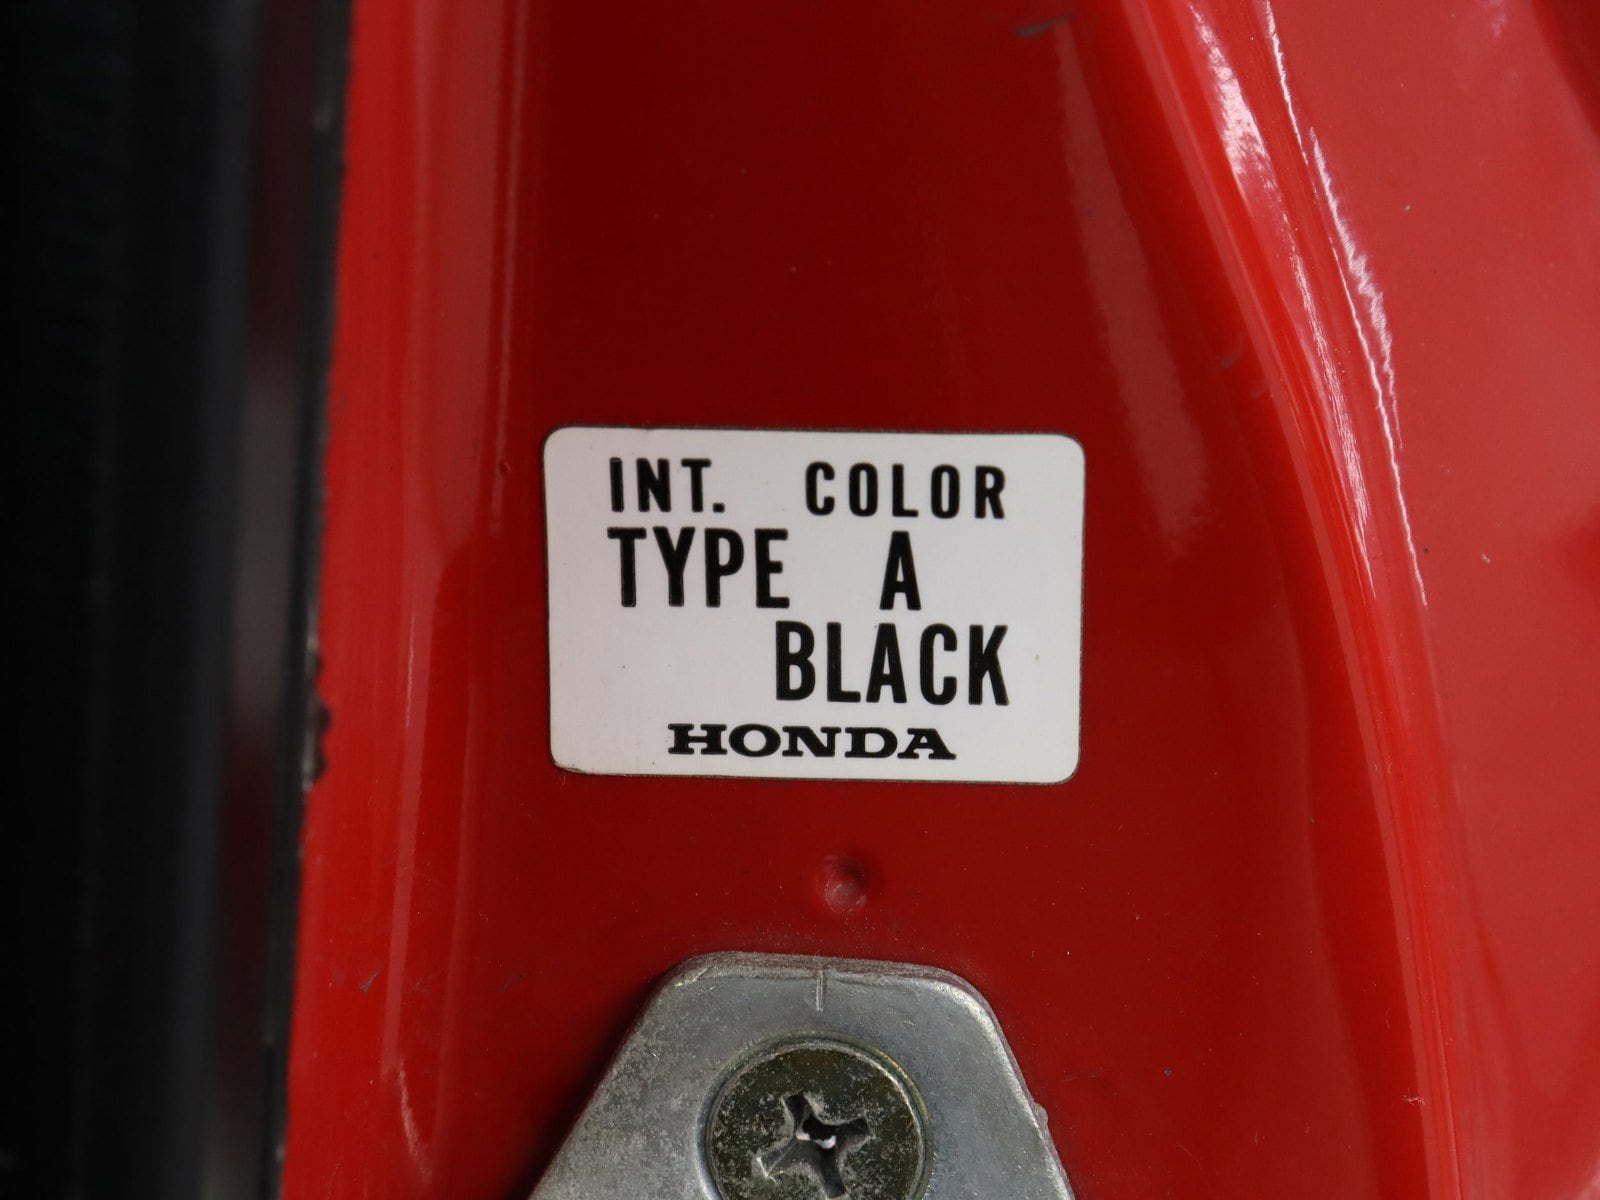 INT. COLOR
TYPE A
BLACK
HONDA